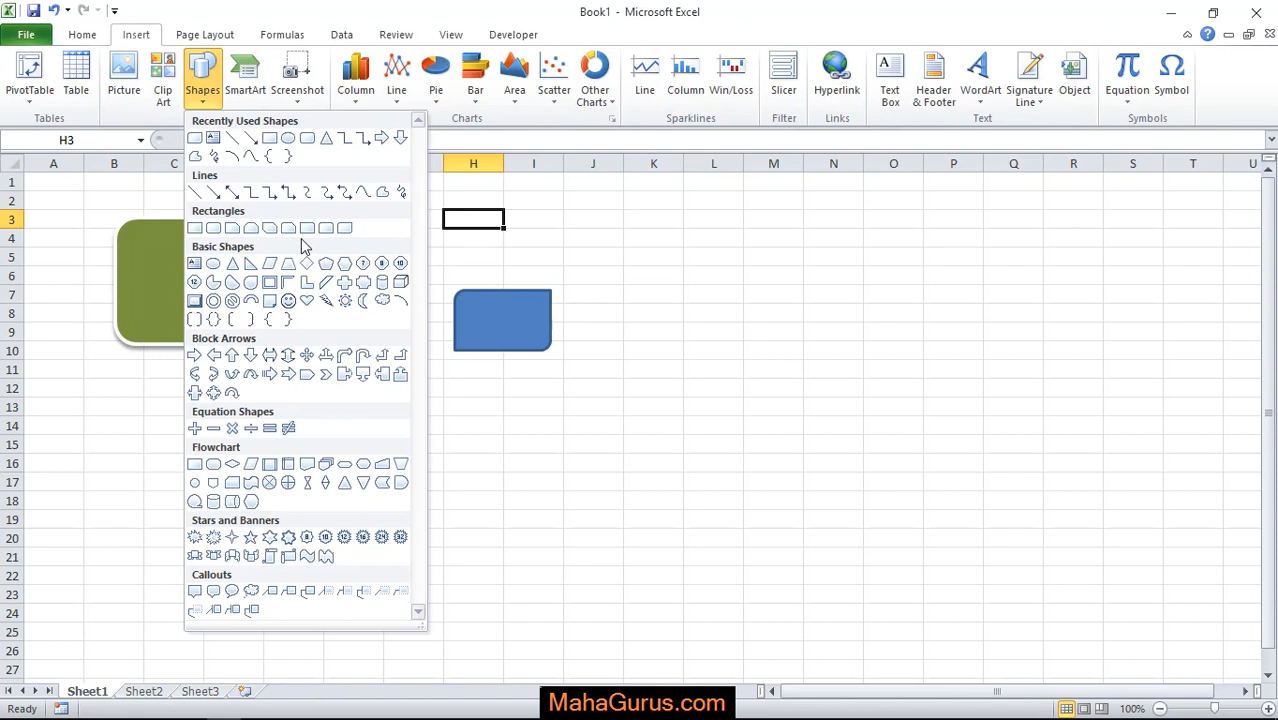 Book1 - Microsoft Excel
File Home Insert Page Layout Formulas Data Review View Developer
PivotTable Table Picture Clip Art Shapes SmartArt Screenshot Column Line Pie Bar Area Scatter Other Charts Line Column Win/Loss Slicer Hyperlink Text Box Header & Footer WordArt Signature Line Object Equation Symbol
Tables Charts Sparklines Filter Links Text Symbols
H3
Recently Used Shapes
Lines
Rectangles
Basic Shapes
Block Arrows
Equation Shapes
Flowchart
Stars and Banners
Callouts
A B C H I J K L M N O P Q R S T U
1
2
3
4
5
6
7
8
9
10
11
12
13
14
15
16
17
18
19
20
21
22
23
24
25
26
27
Sheet1 Sheet2 Sheet3
MahaGurus.com
Ready 100%